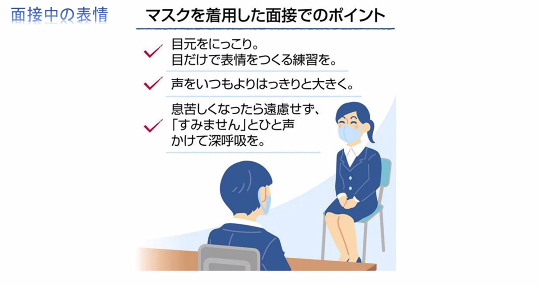 面接中の表情
マスクを着用した面接でのポイント
目元をにっこり。
目だけで表情をつくる練習を。
声をいつもよりはっきりと大きく。
息苦しくなったら遠慮せず、
「すみません」とひと声
かけて深呼吸を。